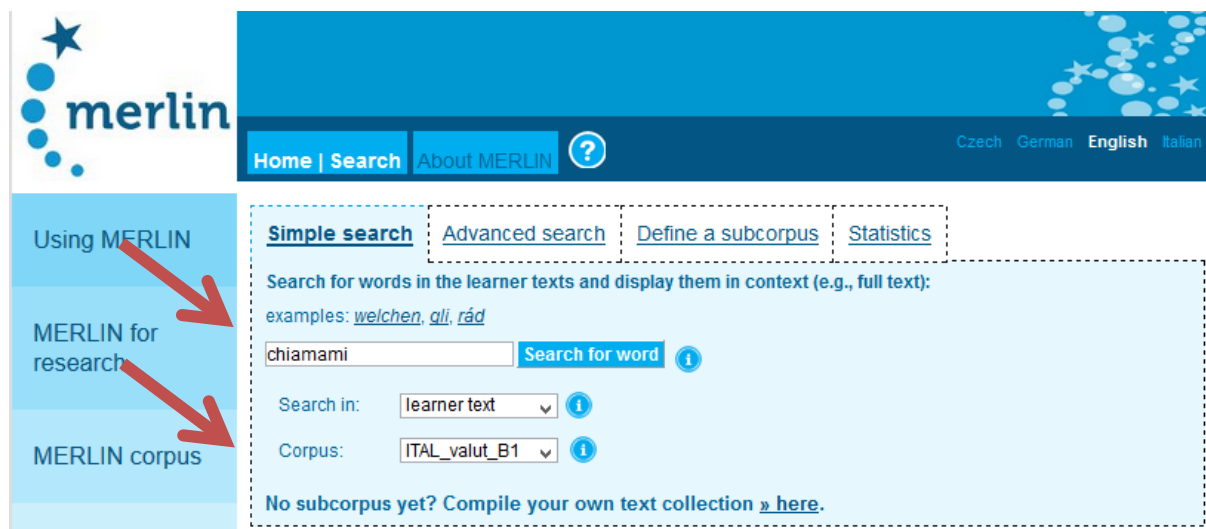 merlin
Home | Search About MERLIN ?
Czech German English Italian
Using MERLIN
MERLIN for
research
MERLIN corpus
Simple search Advanced search Define a subcorpus Statistics
Search for words in the learner texts and display them in context (e.g., full text):
examples: welchen, gli, rád
chiamami Search for word i
Search in: learner text i
Corpus: ITAL_valut_B1 i
No subcorpus yet? Compile your own text collection » here.